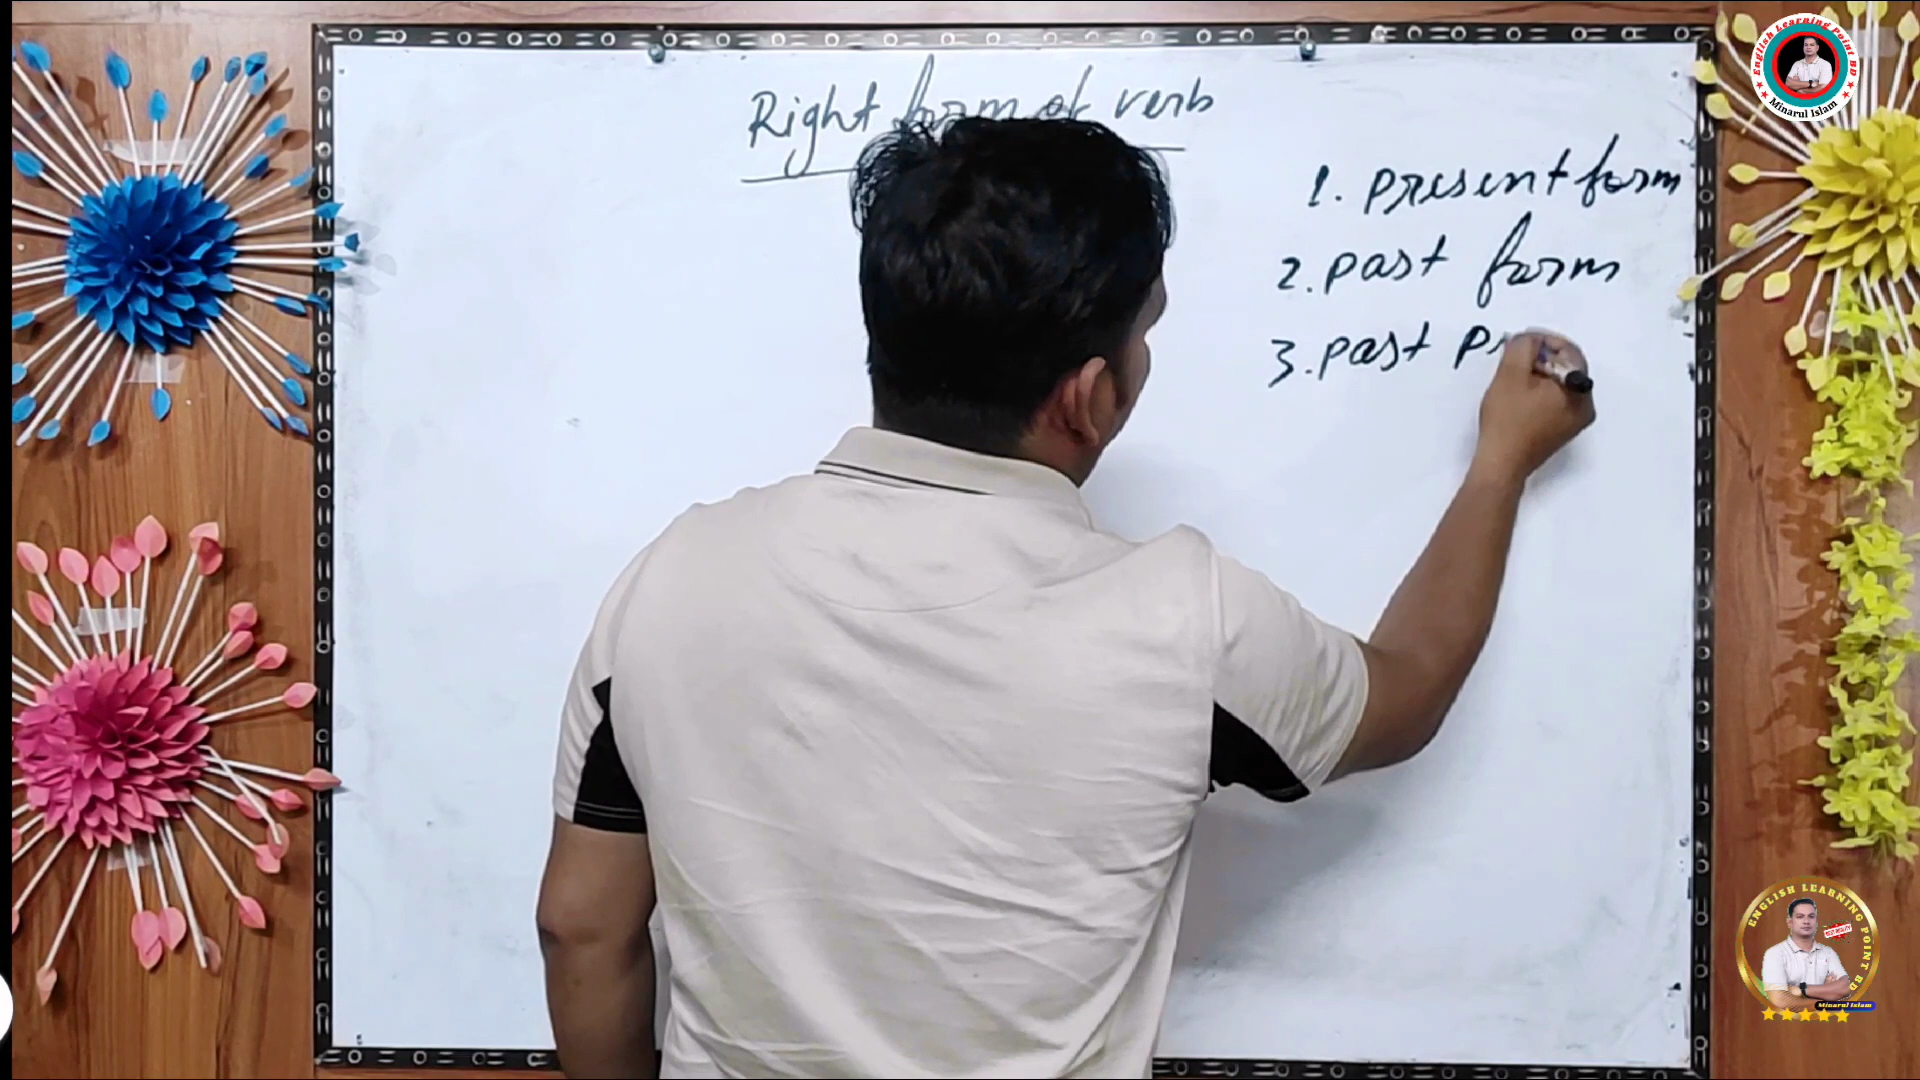 Right form of verb
1. present form
2. past form
3. past pr
English Learning Point BD
Minarul Islam
ENGLISH LEARNING POINT BD
Minarul Islam